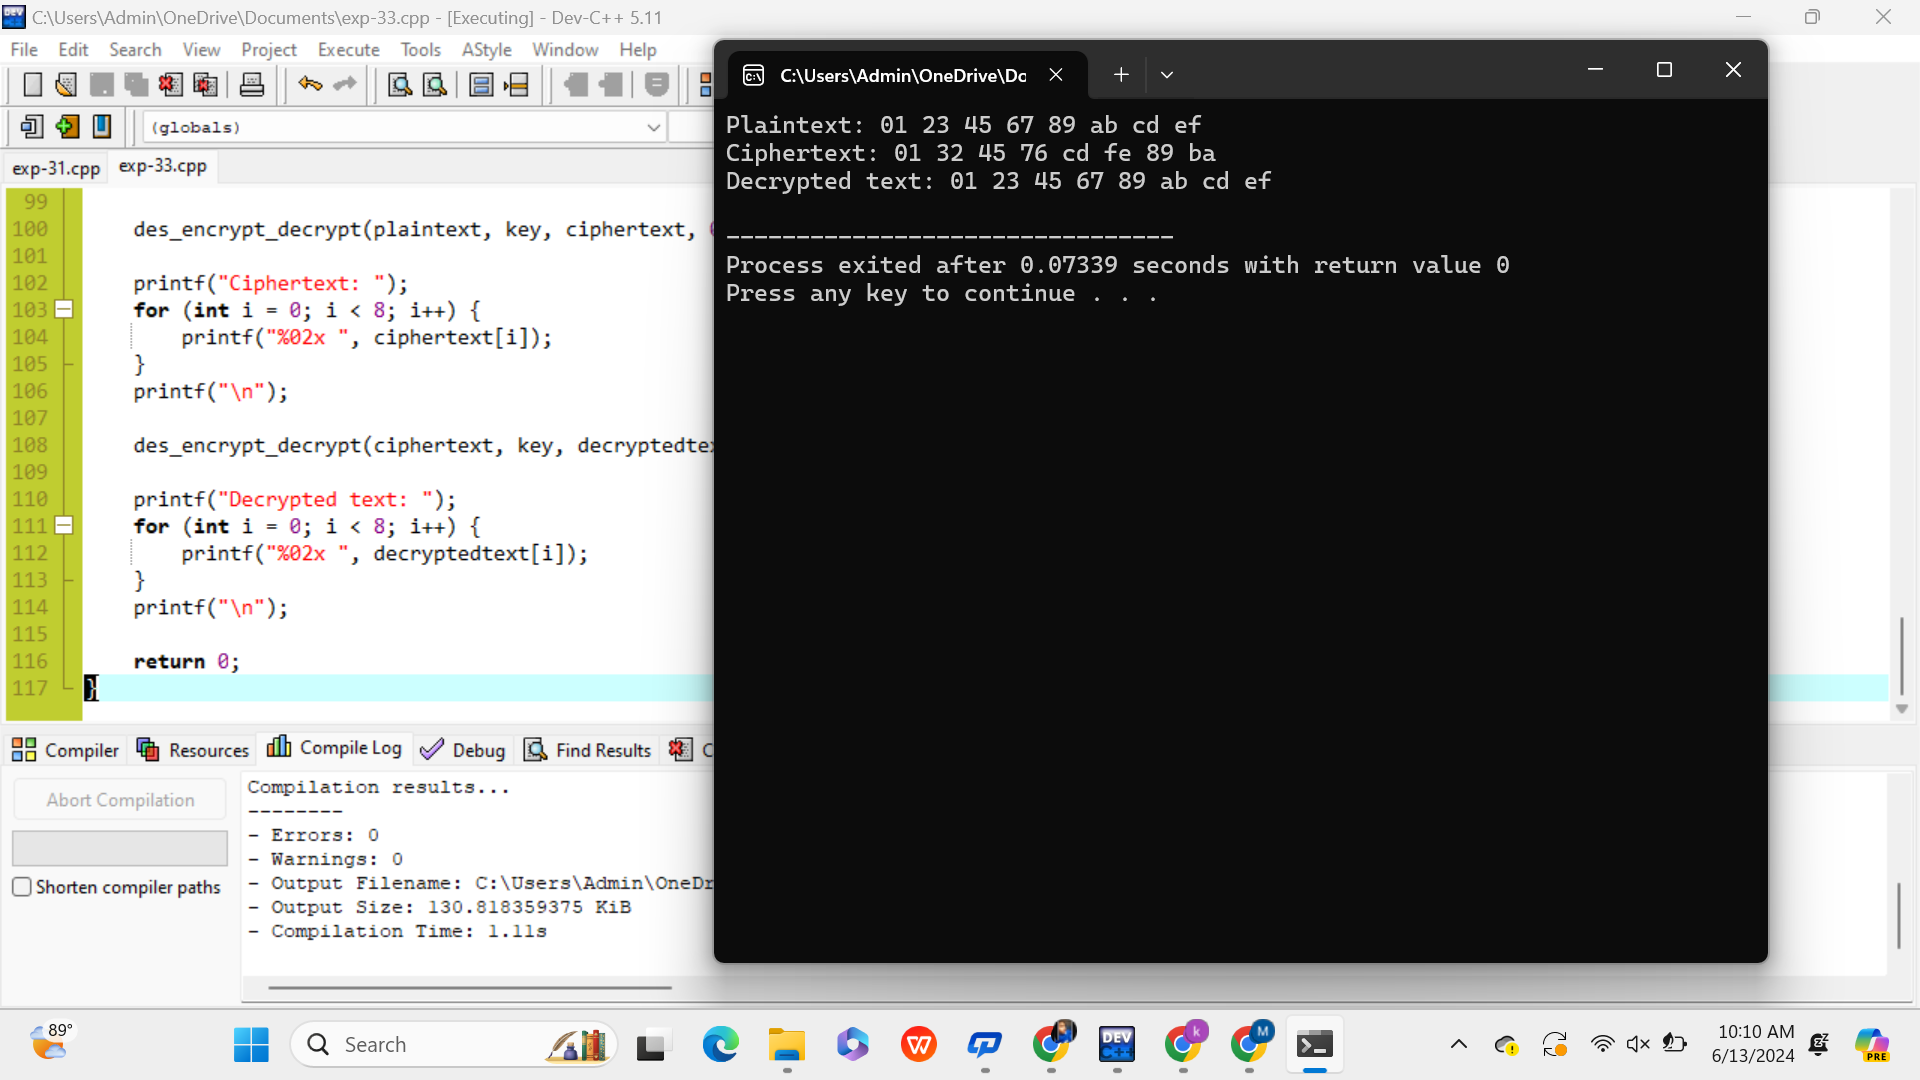 C:\Users\Admin\OneDrive\Documents\exp-33.cpp - [Executing] - Dev-C++ 5.11
File Edit Search View Project Execute Tools AStyle Window Help
(globals)
exp-31.cpp exp-33.cpp
99
100 des_encrypt_decrypt(plaintext, key, ciphertext,
101
102 printf("Ciphertext: ");
103 for (int i = 0; i < 8; i++) {
104 printf("%02x ", ciphertext[i]);
105 }
106 printf("\n");
107
108 des_encrypt_decrypt(ciphertext, key, decryptedte
109
110 printf("Decrypted text: ");
111 for (int i = 0; i < 8; i++) {
112 printf("%02x ", decryptedtext[i]);
113 }
114 printf("\n");
115
116 return 0;
117 }
C:\Users\Admin\OneDrive\Dc
Plaintext: 01 23 45 67 89 ab cd ef
Ciphertext: 01 32 45 76 cd fe 89 ba
Decrypted text: 01 23 45 67 89 ab cd ef
--------------------------------
Process exited after 0.07339 seconds with return value 0
Press any key to continue . . .
Compiler Resources Compile Log Debug Find Results C
Abort Compilation
Shorten compiler paths
Compilation results...
--------
- Errors: 0
- Warnings: 0
- Output Filename: C:\Users\Admin\OneDr
- Output Size: 130.818359375 KiB
- Compilation Time: 1.11s
89°
Search
DEV C++
k
M
10:10 AM
6/13/2024
PRE